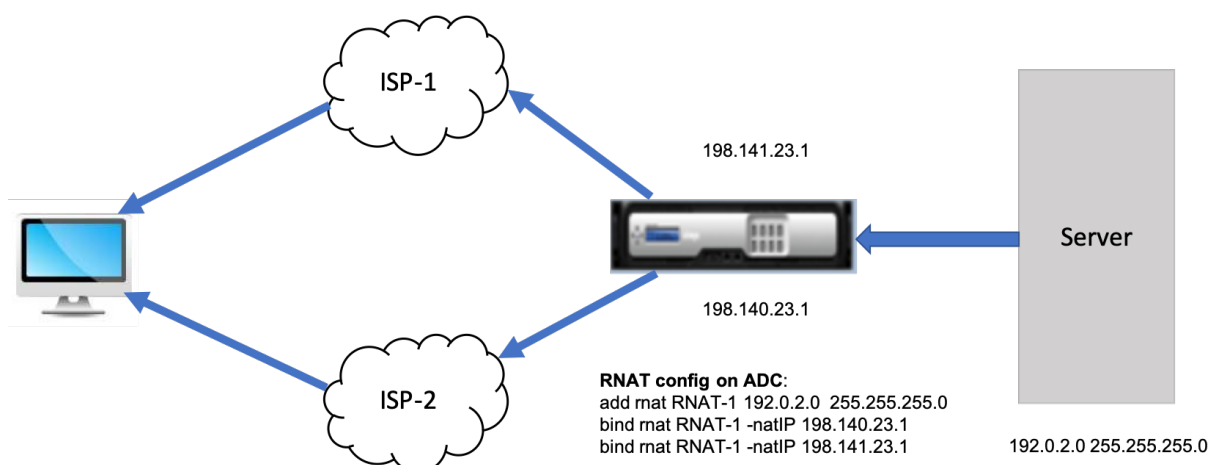 ISP-1
198.141.23.1
Server
198.140.23.1
ISP-2
RNAT config on ADC:
add rnat RNAT-1 192.0.2.0 255.255.255.0
bind rnat RNAT-1 -natIP 198.140.23.1
bind rnat RNAT-1 -natIP 198.141.23.1
192.0.2.0 255.255.255.0